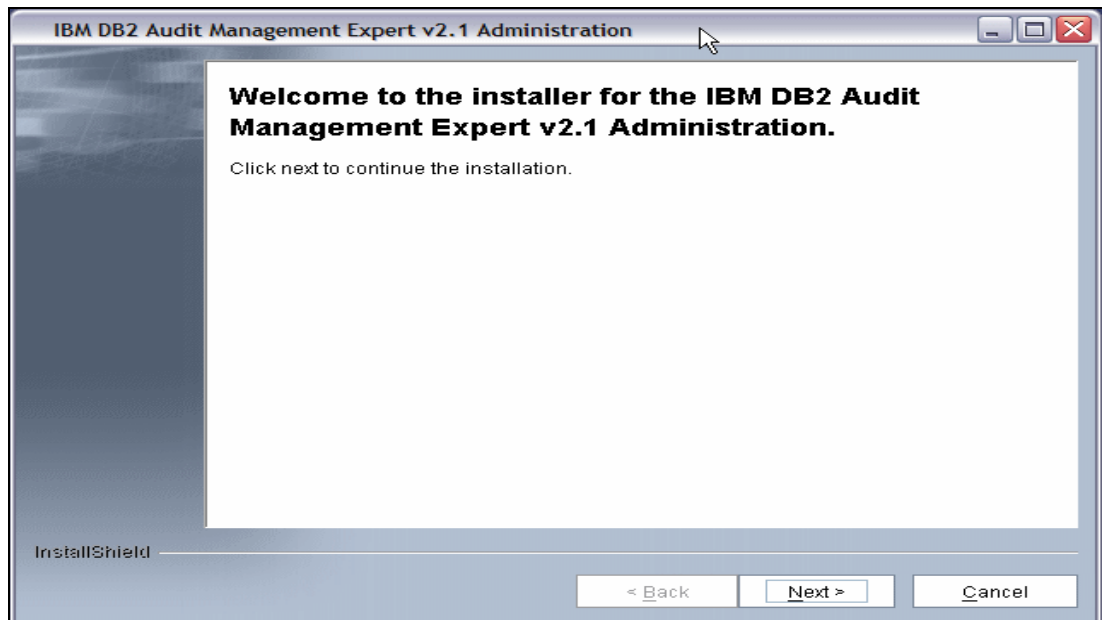 IBM DB2 Audit Management Expert v2.1 Administration
Welcome to the installer for the IBM DB2 Audit
Management Expert v2.1 Administration.
Click next to continue the installation.
InstallShield
< Back
Next >
Cancel